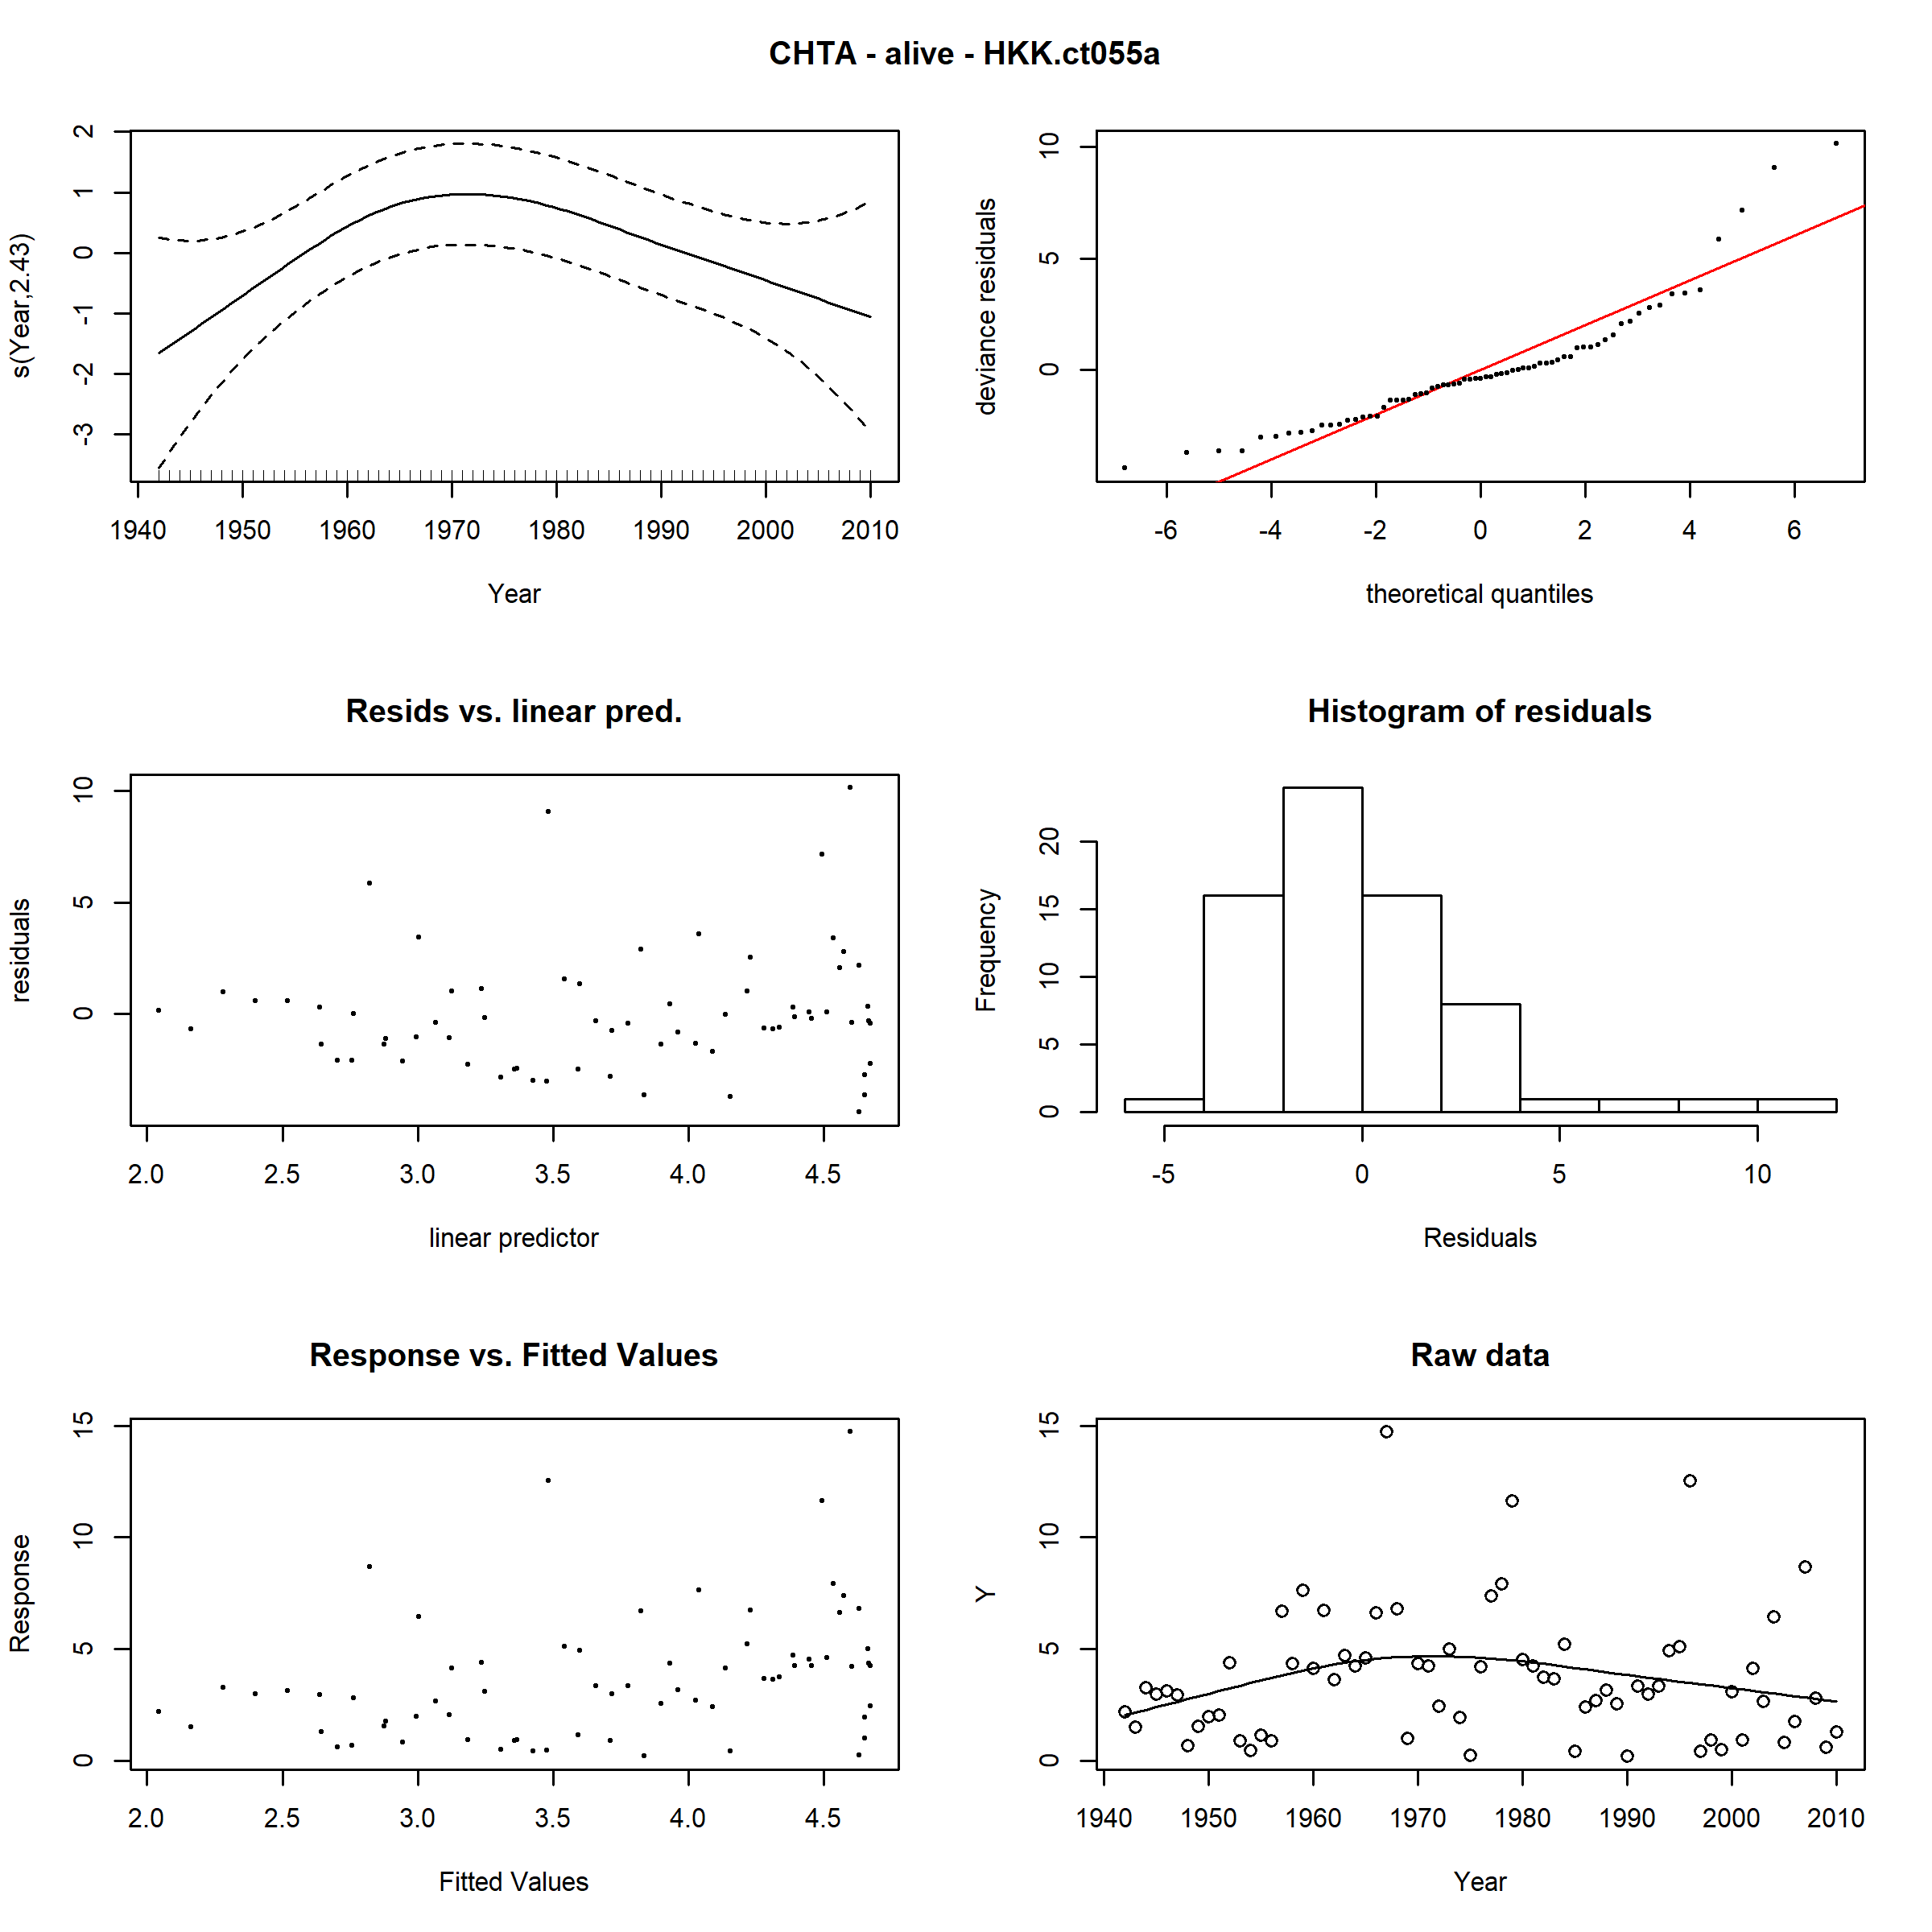 CHTA - alive - HKK.ct055a
s(Year,2.43)
2
1
0
-1
-2
-3
1940 1950 1960 1970 1980 1990 2000 2010
Year
deviance residuals
10
5
0
-6 -4 -2 0 2 4 6
theoretical quantiles
Resids vs. linear pred.
residuals
10
5
0
2.0 2.5 3.0 3.5 4.0 4.5
linear predictor
Histogram of residuals
Frequency
20
15
10
5
0
-5 0 5 10
Residuals
Response vs. Fitted Values
Response
15
10
5
0
2.0 2.5 3.0 3.5 4.0 4.5
Fitted Values
Raw data
Y
15
10
5
0
1940 1950 1960 1970 1980 1990 2000 2010
Year